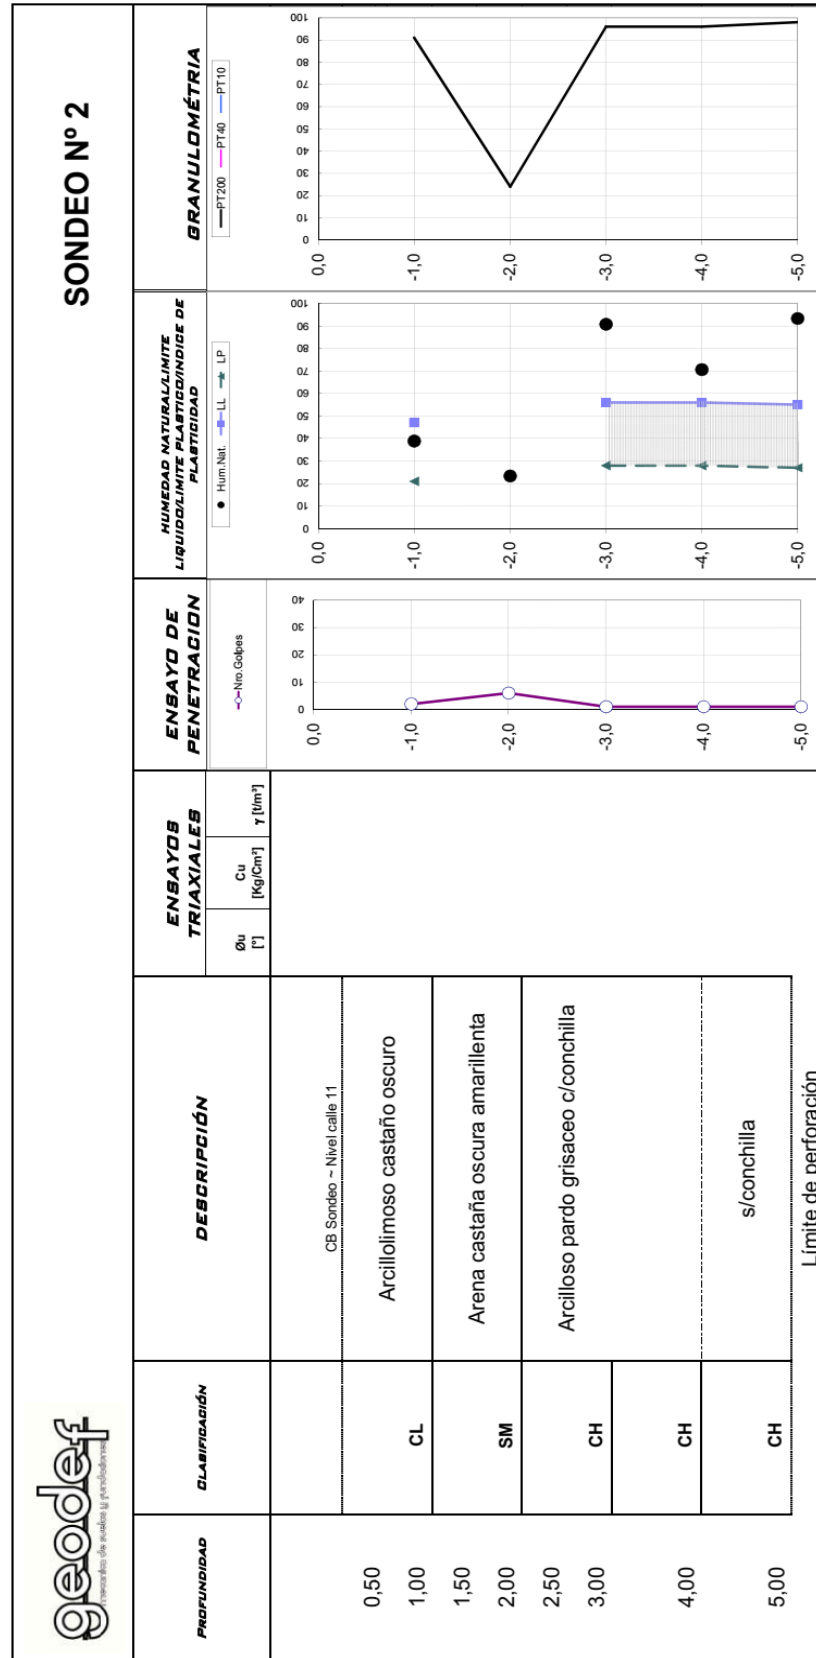 geodef
mecanica de suelos y fundaciones
SONDEO Nº 2
PROFUNDIDAD
CLASIFICACIÓN
DESCRIPCIÓN
ENSAYOS
TRIAXIALES
Øu
[°]
Cu
[Kg/Cm²]
γ [t/m³]
ENSAYO DE
PENETRACION
Nro.Golpes
HUMEDAD NATURAL/LIMITE
LIQUIDO/LIMITE PLASTICO/INDICE DE
PLASTICIDAD
Hum.Nat. LL LP
GRANULOMÉTRIA
PT200 PT40 PT10
CB Sondeo ~ Nivel calle 11
0,50
1,00 CL Arcillolimoso castaño oscuro
1,50
2,00 SM Arena castaña oscura amarillenta
2,50
3,00 CH Arcilloso pardo grisaceo c/conchilla
4,00 CH
5,00 CH s/conchilla
Límite de perforación
0 10 20 30 40
0,0
-1,0
-2,0
-3,0
-4,0
-5,0
0 10 20 30 40 50 60 70 80 90 100
0,0
-1,0
-2,0
-3,0
-4,0
-5,0
0 10 20 30 40 50 60 70 80 90 100
0,0
-1,0
-2,0
-3,0
-4,0
-5,0